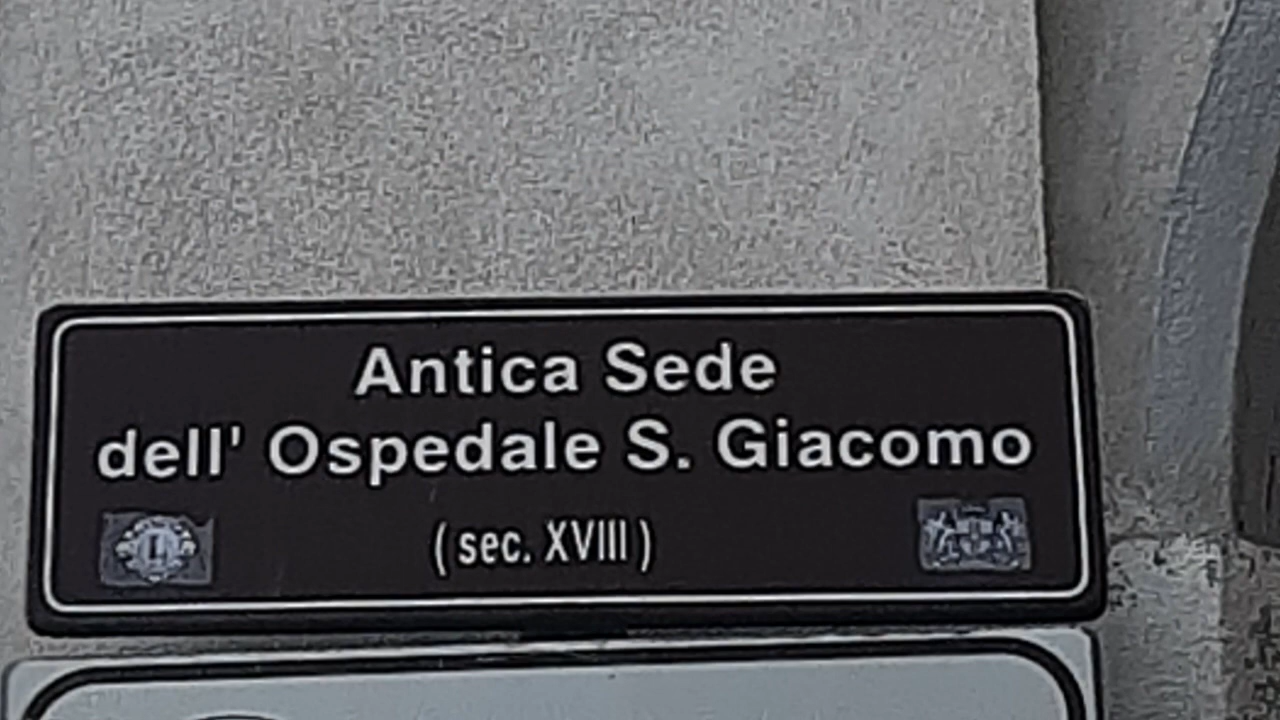 Antica Sede
dell' Ospedale S. Giacomo
( sec. XVIII )
L